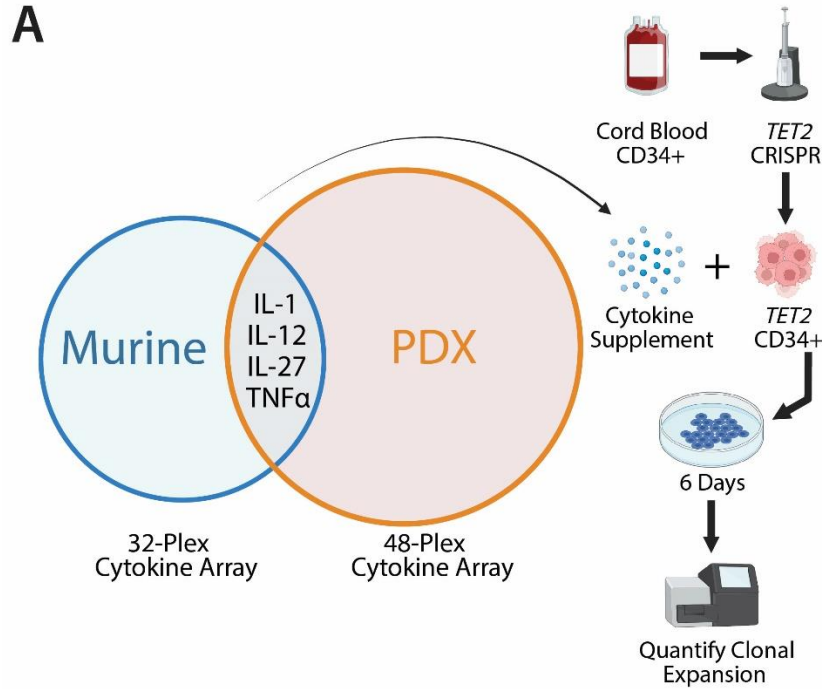 A
Cord Blood
CD34+
TET2
CRISPR
Murine
IL-1
IL-12
IL-27
TNFα
PDX
Cytokine
Supplement
+
TET2
CD34+
6 Days
32-Plex
Cytokine Array
48-Plex
Cytokine Array
Quantify Clonal
Expansion